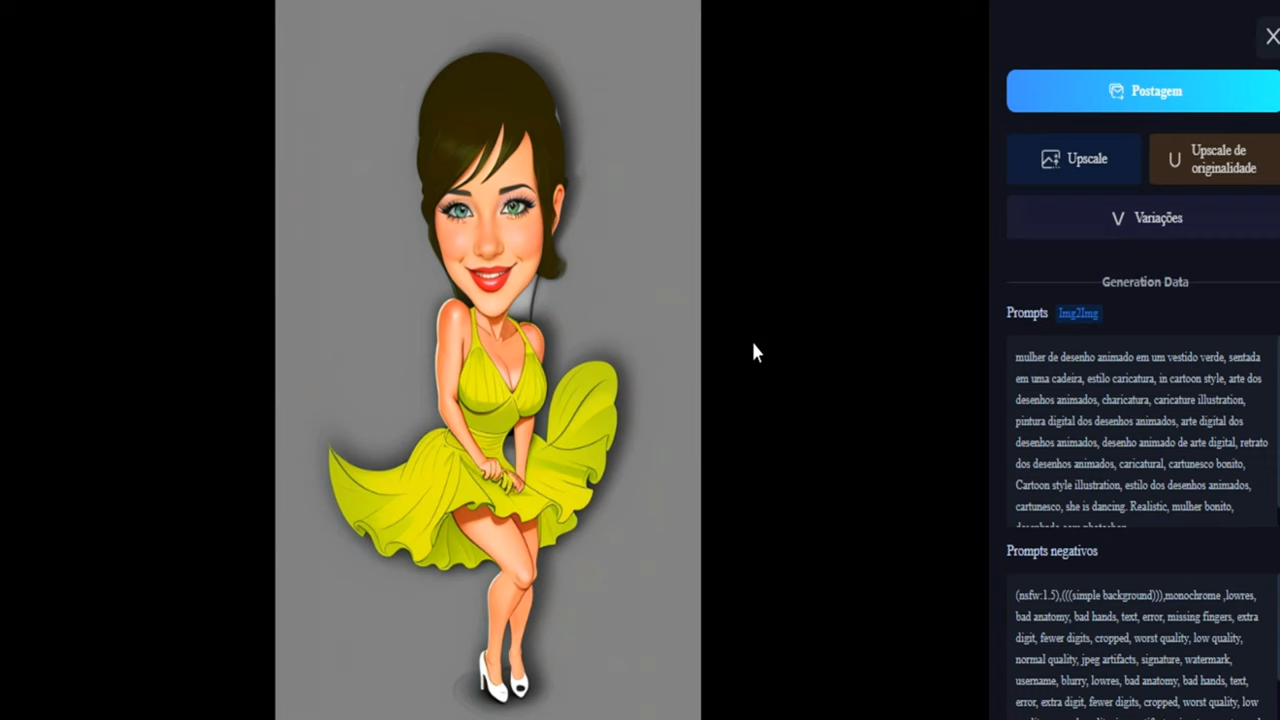 Postagem
Upscale
Upscale de
originalidade
Variações
Generation Data
Prompts Img2Img
mulher de desenho animado em um vestido verde, sentada
em uma cadeira, estilo caricatura, in cartoon style, arte dos
desenhos animados, charicatura, caricature illustration,
pintura digital dos desenhos animados, arte digital dos
desenhos animados, desenho animado de arte digital, retrato
dos desenhos animados, caricatural, cartunesco bonito,
Cartoon style illustration, estilo dos desenhos animados,
cartunesco, she is dancing. Realistic, mulher bonito,
Prompts negativos
(nsfw:1.5),(((simple background))),monochrome ,lowres,
bad anatomy, bad hands, text, error, missing fingers, extra
digit, fewer digits, cropped, worst quality, low quality,
normal quality, jpeg artifacts, signature, watermark,
username, blurry, lowres, bad anatomy, bad hands, text,
error, extra digit, fewer digits, cropped, worst quality, low